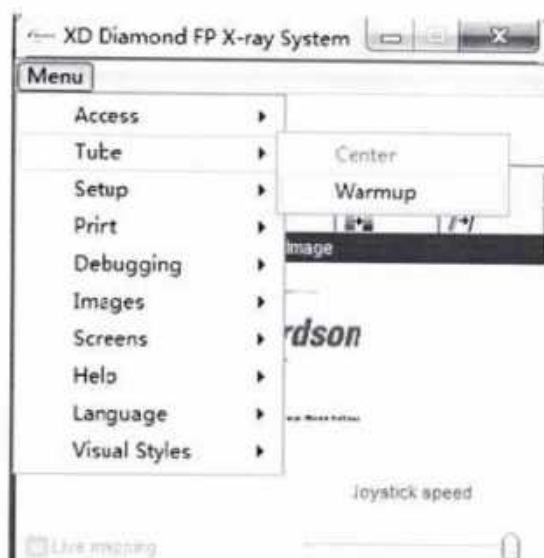 XD Diamond FP X-ray System
Menu
Access
Tube
Center
Setup
Warmup
Print
Debugging
Image
Images
Screens
rdson
Help
Language
Visual Styles
Joystick speed
Live mapping